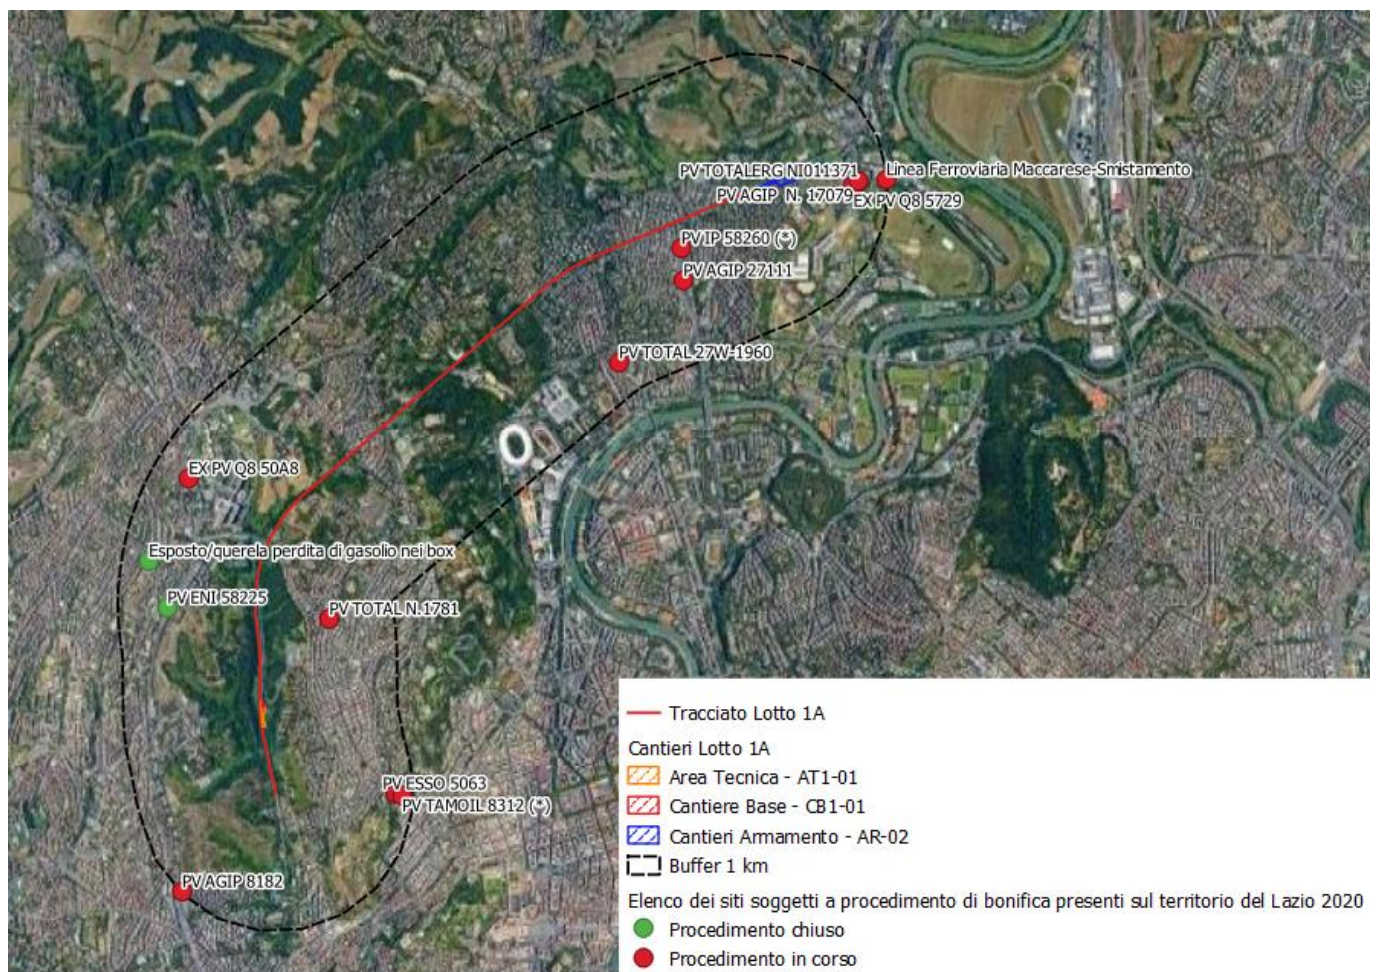 PV TOTALERG NI011371
Linea Ferroviaria Maccarese-Smistamento
PV AGIP N. 17079
EX PV Q8 5729
PV IP 58260 (*)
PV AGIP 27111
PV TOTAL 27W-1960
EX PV Q8 50A8
Esposto/querela perdita di gasolio nei box
PV ENI 58225
PV TOTAL N.1781
PV ESSO 5063
PV TAMOIL 8312 (*)
PV AGIP 8182
Tracciato Lotto 1A
Cantieri Lotto 1A
Area Tecnica - AT1-01
Cantiere Base - CB1-01
Cantieri Armamento - AR-02
Buffer 1 km
Elenco dei siti soggetti a procedimento di bonifica presenti sul territorio del Lazio 2020
Procedimento chiuso
Procedimento in corso